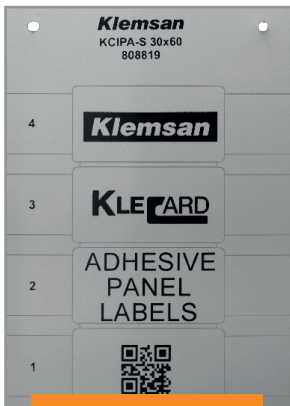 Klemsan
KCIPA-S 30x60
808819
4
Klemsan
3
KLECARD
2
ADHESIVE
PANEL
LABELS
1